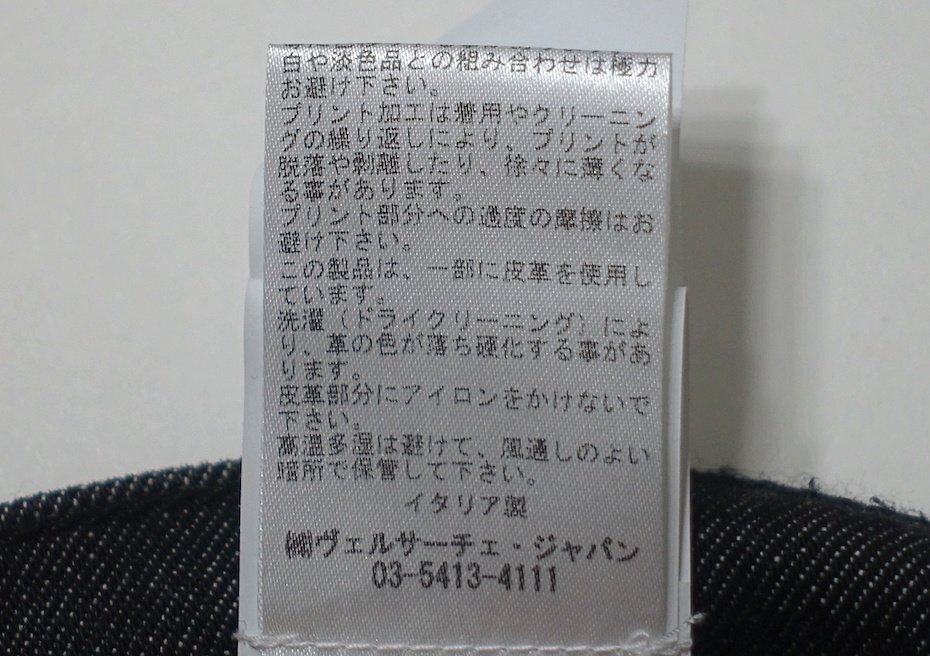 白や淡色品との組み合わせは極力
お避け下さい。
プリント加工は着用やクリーニン
グの繰り返しにより、プリントが
脱落や剥離したり、徐々に薄くな
る事があります。
プリント部分への過度の摩擦はお
避け下さい。
この製品は、一部に皮革を使用し
ています。
洗濯（ドライクリーニング）によ
り、革の色が落ち硬化する事があ
ります。
皮革部分にアイロンをかけないで
下さい。
高温多湿は避けて、風通しのよい
暗所で保管して下さい。
イタリア製
㈱ヴェルサーチェ・ジャパン
03-5413-4111